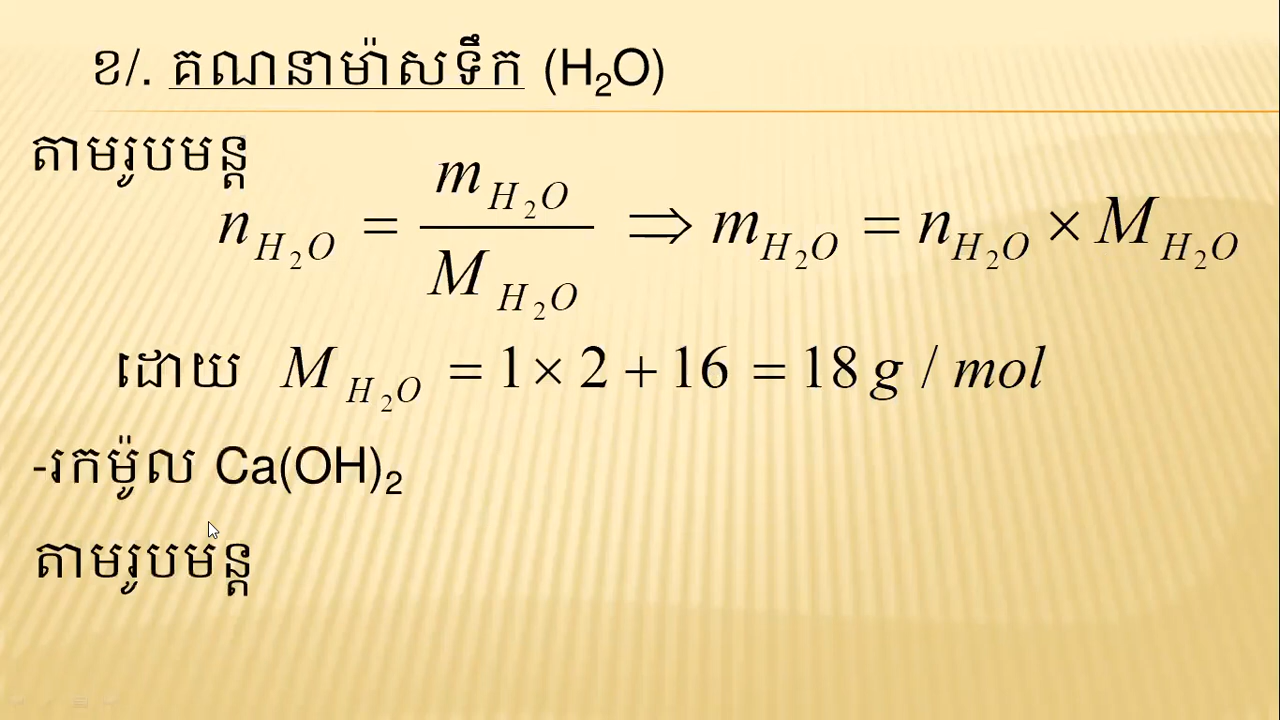 ខ/. គណនាម៉ាសទឹក (H₂O)
តាមរូបមន្ត
n_{H₂O} = m_{H₂O} / M_{H₂O} ⇒ m_{H₂O} = n_{H₂O} × M_{H₂O}
ដោយ M_{H₂O} = 1 × 2 + 16 = 18 g / mol
-រកម៉ូល Ca(OH)₂
តាមរូបមន្ត